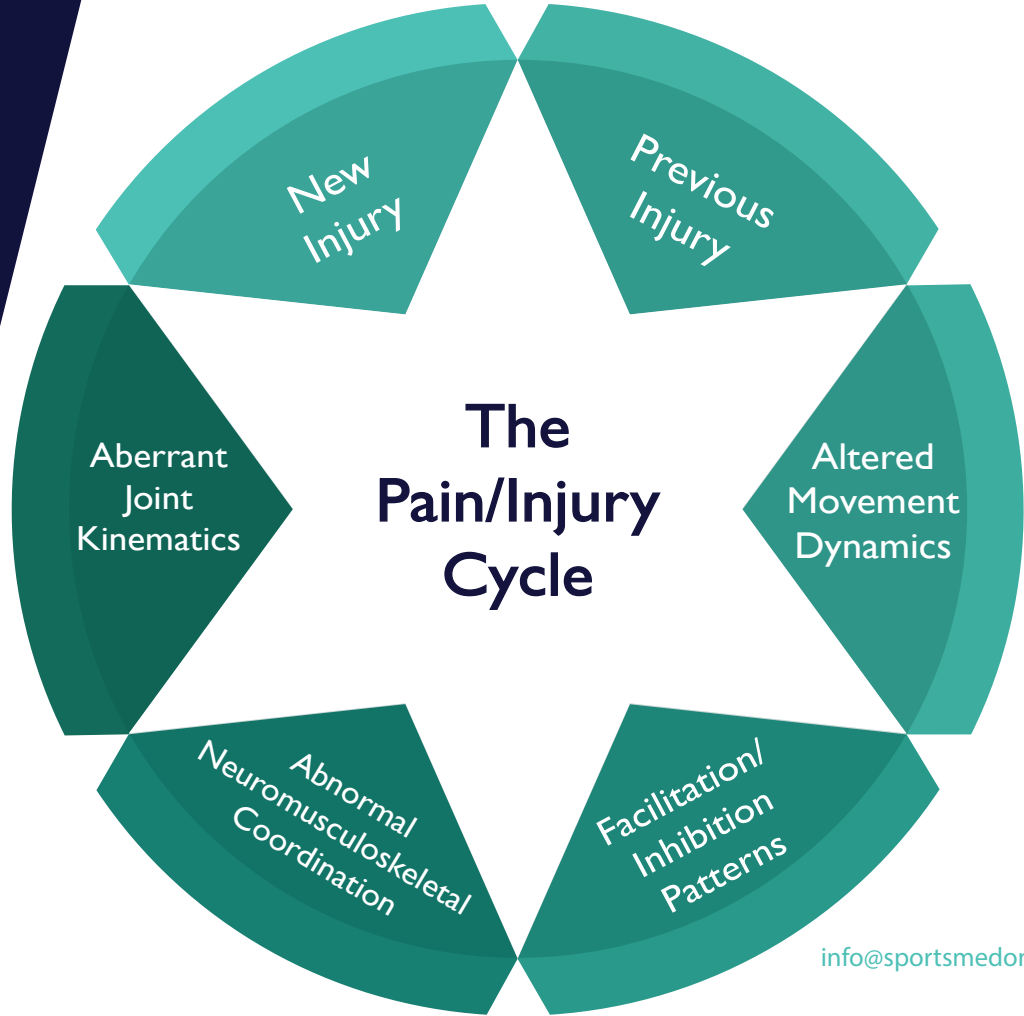 The
Pain/Injury
Cycle
Previous
Injury
Altered
Movement
Dynamics
Facilitation/
Inhibition
Patterns
Abnormal
Neuromusculoskeletal
Coordination
Aberrant
Joint
Kinematics
New
Injury